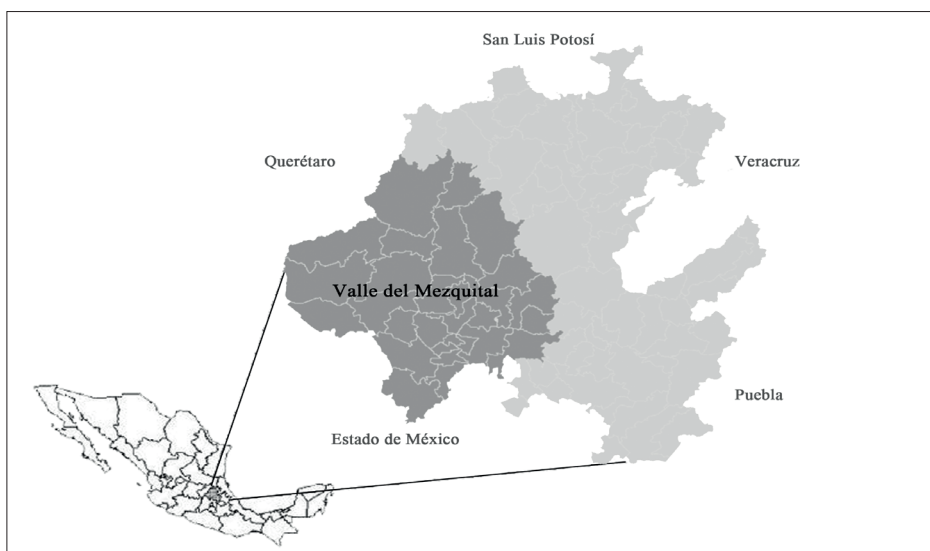 San Luis Potosí
Querétaro
Veracruz
Valle del Mezquital
Puebla
Estado de México